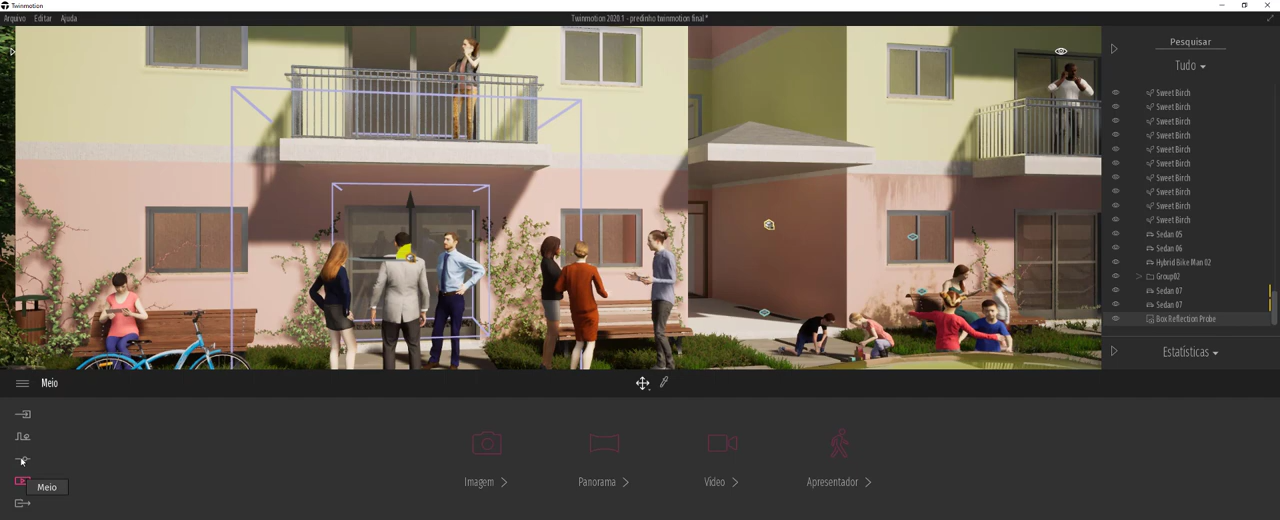 Twinmotion
Arquivo Editar Ajuda
Twinmotion 2020.1 - predinho twinmotion final*
Pesquisar
Tudo
Sweet Birch
Sweet Birch
Sweet Birch
Sweet Birch
Sweet Birch
Sweet Birch
Sweet Birch
Sweet Birch
Sweet Birch
Sweet Birch
Sedan 05
Sedan 06
Hybrid Bike Man 02
Group02
Sedan 07
Sedan 07
Box Reflection Probe
Estatisticas
Meio
Meio
Imagem
Panorama
Video
Apresentador